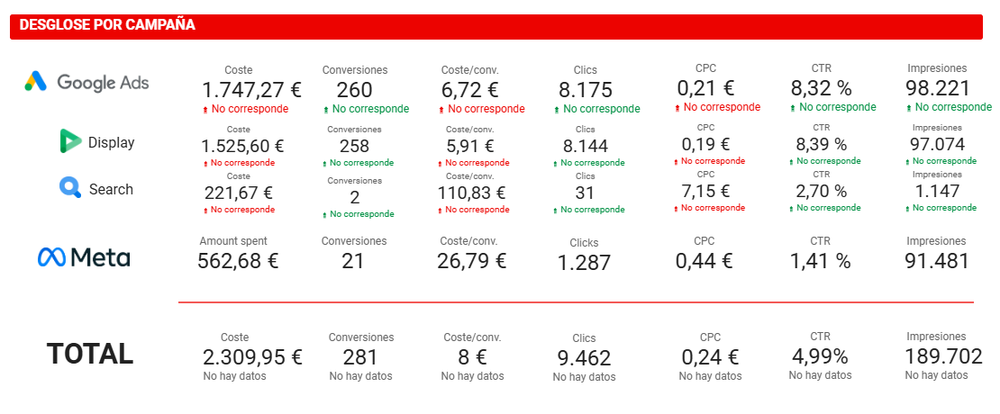 DESGLOSE POR CAMPAÑA
Coste Conversiones Coste/conv. Clics CPC CTR Impresiones
Google Ads 1.747,27 € 260 6,72 € 8.175 0,21 € 8,32 % 98.221
No corresponde No corresponde No corresponde No corresponde No corresponde No corresponde No corresponde
Coste Conversiones Coste/conv. Clics CPC CTR Impresiones
Display 1.525,60 € 258 5,91 € 8.144 0,19 € 8,39 % 97.074
No corresponde No corresponde No corresponde No corresponde No corresponde No corresponde No corresponde
Coste Conversiones Coste/conv. Clics CPC CTR Impresiones
Search 221,67 € 2 110,83 € 31 7,15 € 2,70 % 1.147
No corresponde No corresponde No corresponde No corresponde No corresponde No corresponde No corresponde
Amount spent Conversiones Coste/conv. Clicks CPC CTR Impresiones
Meta 562,68 € 21 26,79 € 1.287 0,44 € 1,41 % 91.481
Coste Conversiones Coste/conv. Clics CPC CTR Impresiones
TOTAL 2.309,95 € 281 8 € 9.462 0,24 € 4,99% 189.702
No hay datos No hay datos No hay datos No hay datos No hay datos No hay datos No hay datos